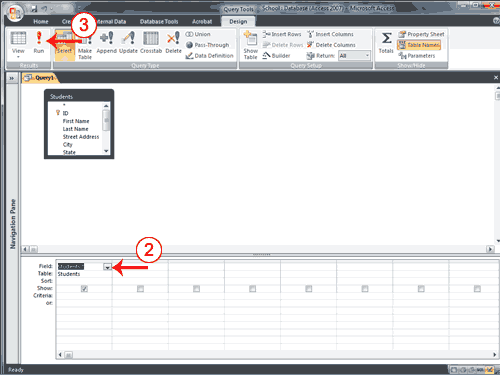 Query Tools
School : Database (Access 2007) - Microsoft Access
Home
External Data
Database Tools
Acrobat
Design
3
View
Run
Select
Make Table
Append
Update
Crosstab
Delete
Union
Pass-Through
Data Definition
Show Table
Insert Rows
Delete Rows
Builder
Insert Columns
Delete Columns
Return: All
Totals
Property Sheet
Table Names
Parameters
Results
Query Type
Query Setup
Show/Hide
Query1
Students
*
ID
First Name
Last Name
Street Address
City
State
Navigation Pane
2
Field:
Table: Students
Sort:
Show:
Criteria:
or:
Ready